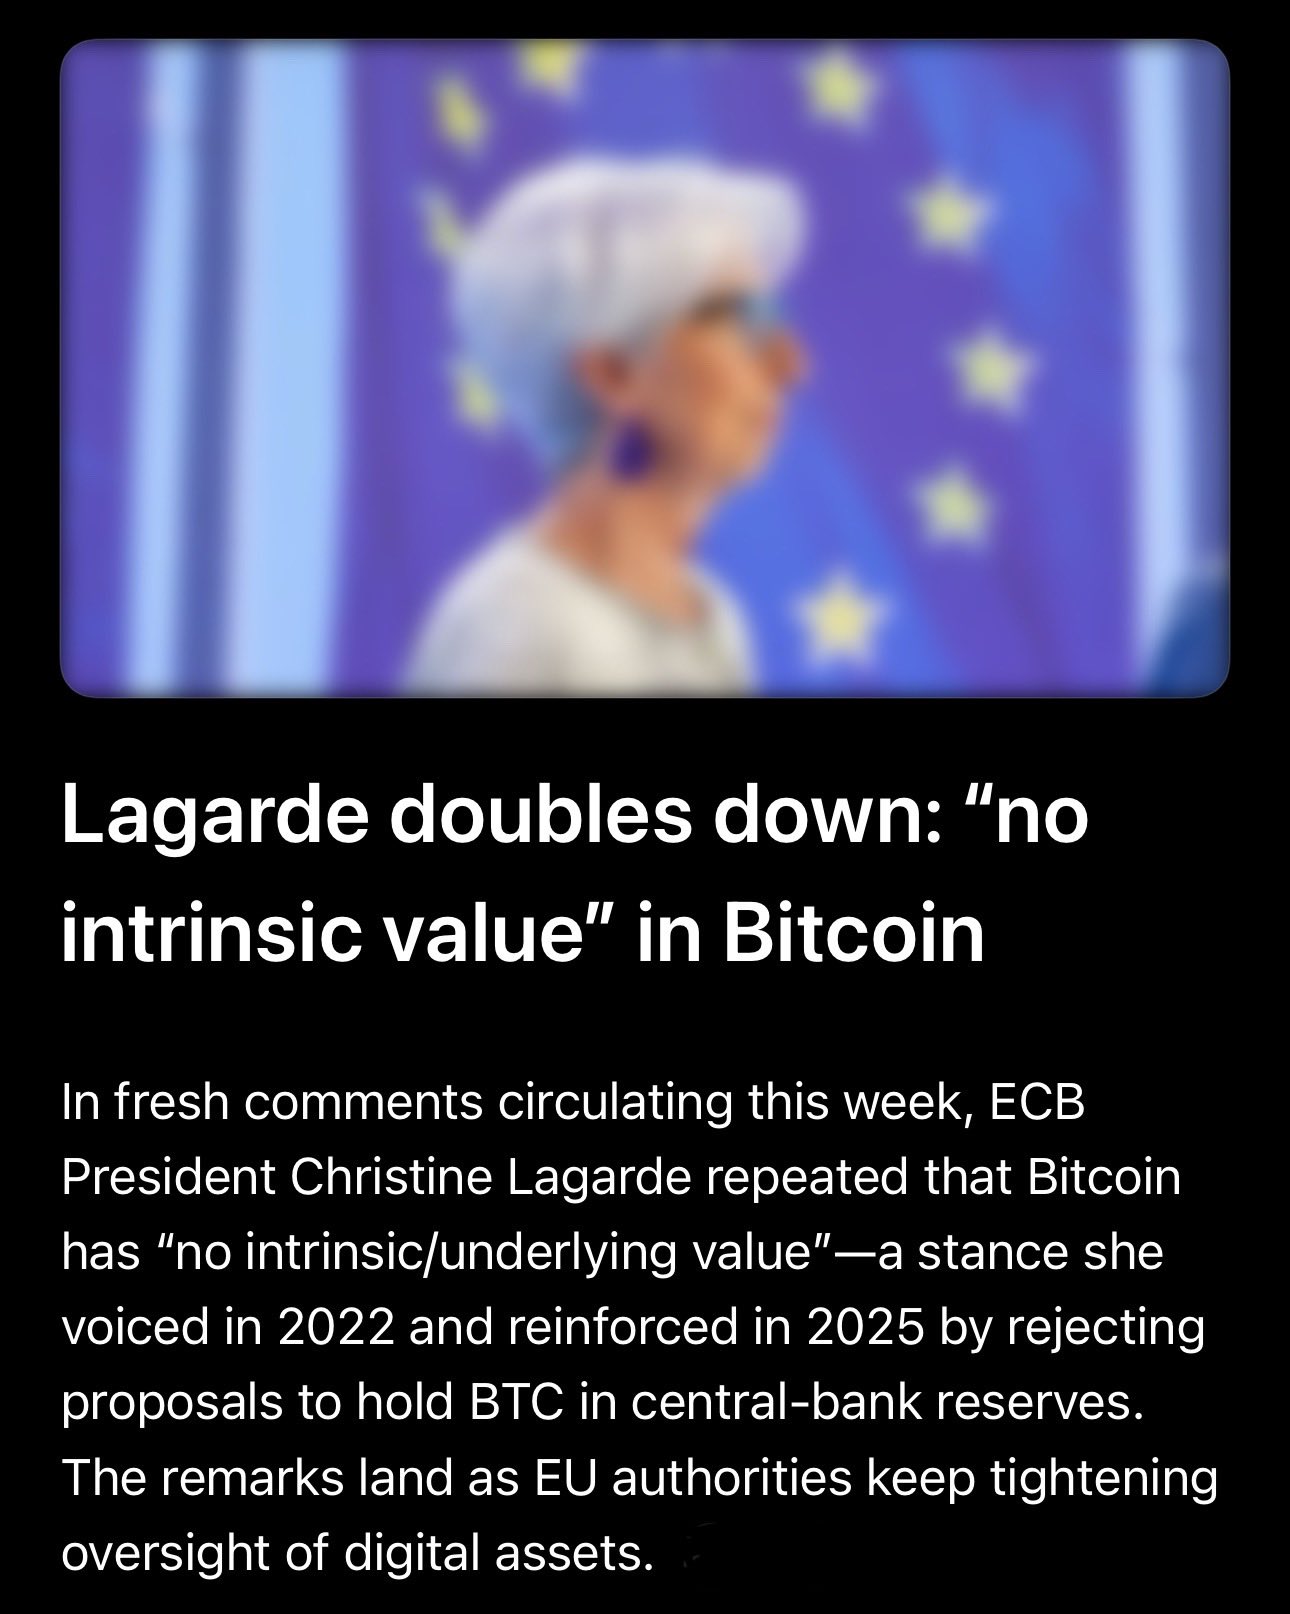 Lagarde doubles down: “no
intrinsic value” in Bitcoin
In fresh comments circulating this week, ECB
President Christine Lagarde repeated that Bitcoin
has “no intrinsic/underlying value”—a stance she
voiced in 2022 and reinforced in 2025 by rejecting
proposals to hold BTC in central-bank reserves.
The remarks land as EU authorities keep tightening
oversight of digital assets.